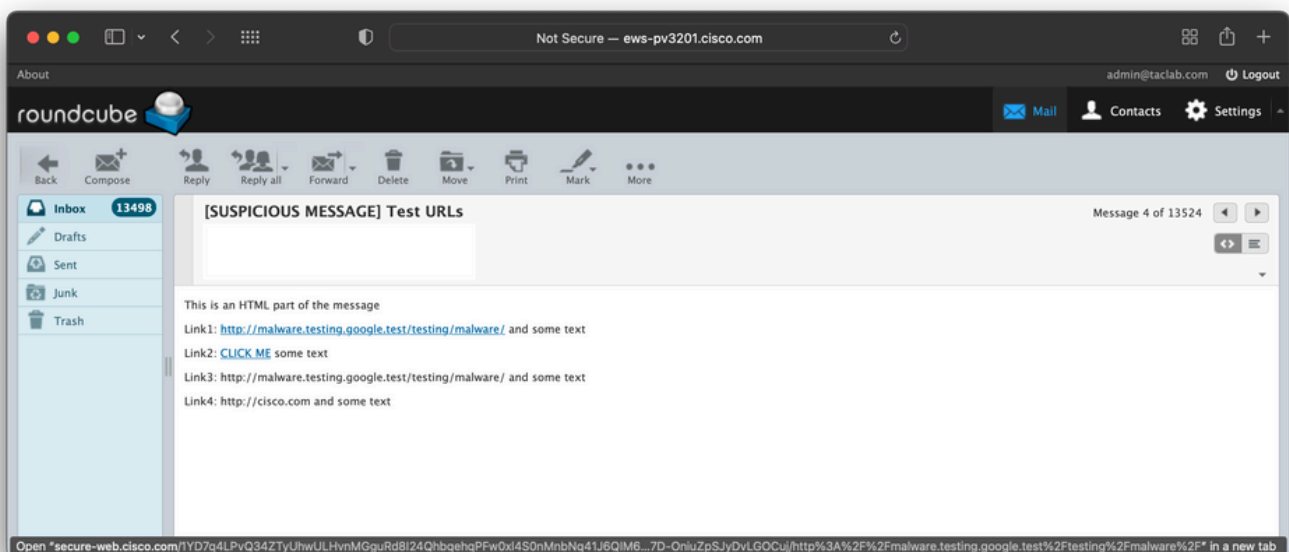 Not Secure — ews-pv3201.cisco.com
About
admin@taclab.com Logout
roundcube
Mail Contacts Settings
Back Compose Reply Reply all Forward Delete Move Print Mark More
Inbox 13498
Drafts
Sent
Junk
Trash
[SUSPICIOUS MESSAGE] Test URLs
Message 4 of 13524
This is an HTML part of the message
Link1: http://malware.testing.google.test/testing/malware/ and some text
Link2: CLICK ME some text
Link3: http://malware.testing.google.test/testing/malware/ and some text
Link4: http://cisco.com and some text
Open "secure-web.cisco.com/ http%3A%2F%2Fmalware.testing.google.test%2Ftesting%2Fmalware%2F" in a new tab